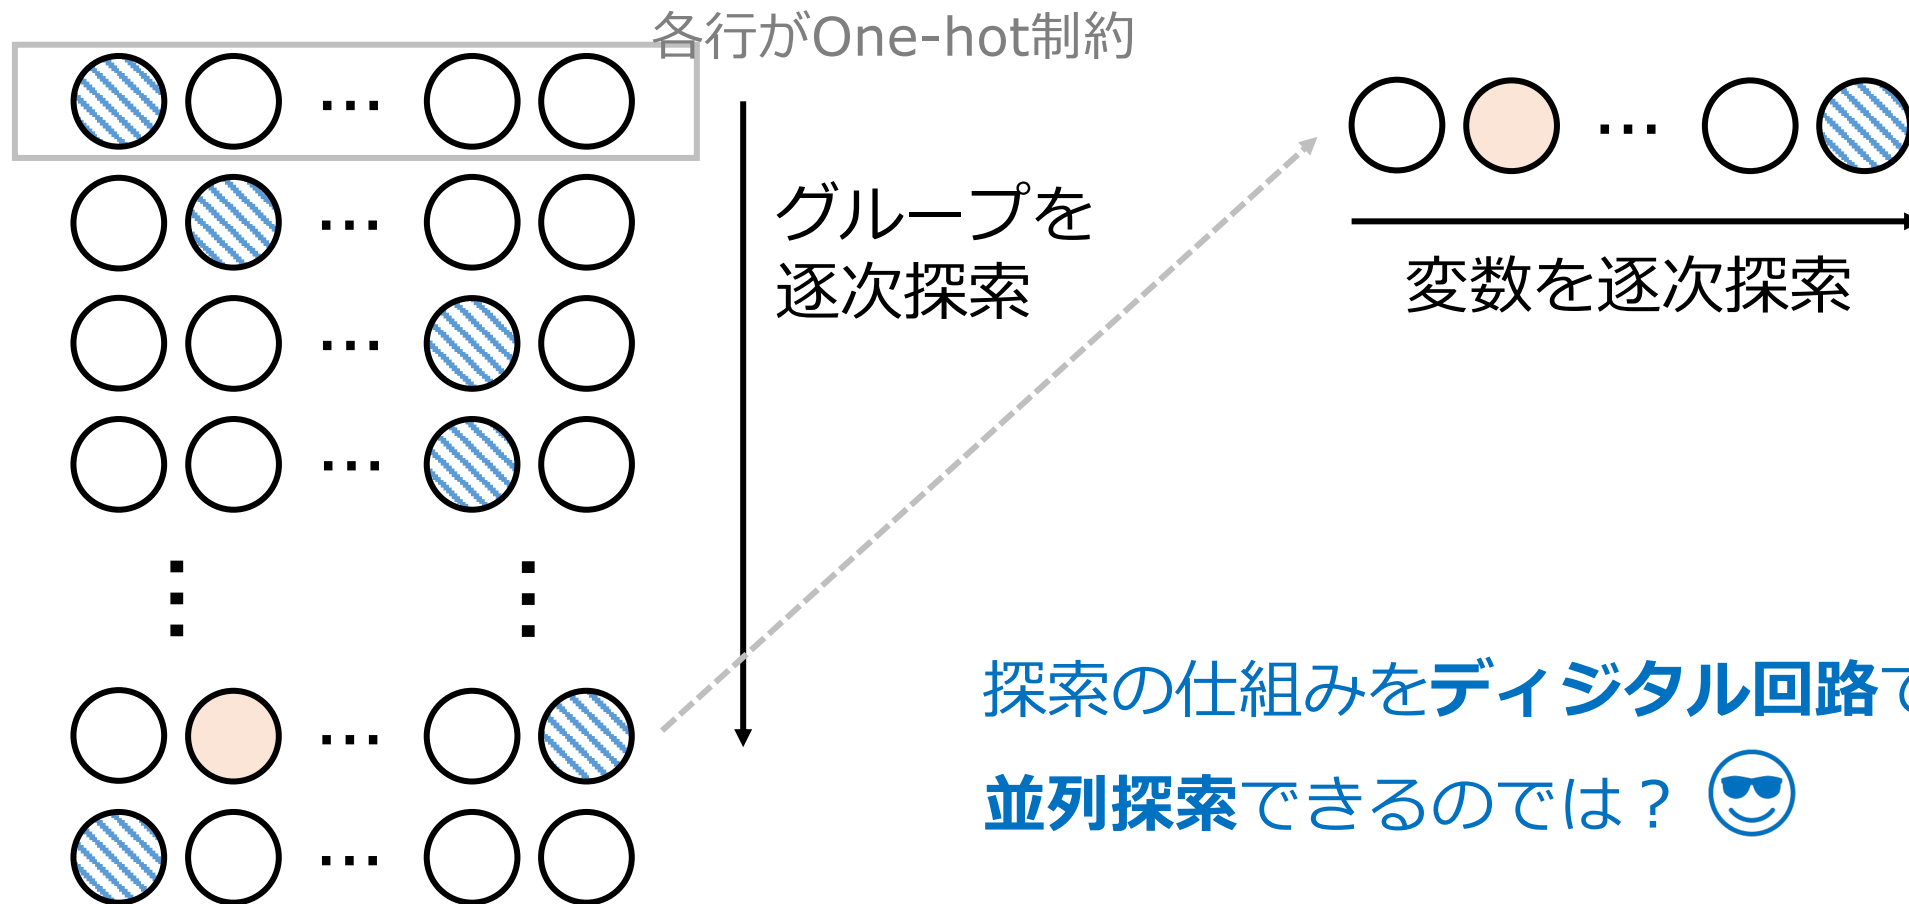 各行がOne-hot制約
グループを
逐次探索
変数を逐次探索
探索の仕組みをディジタル回路で
並列探索できるのでは？